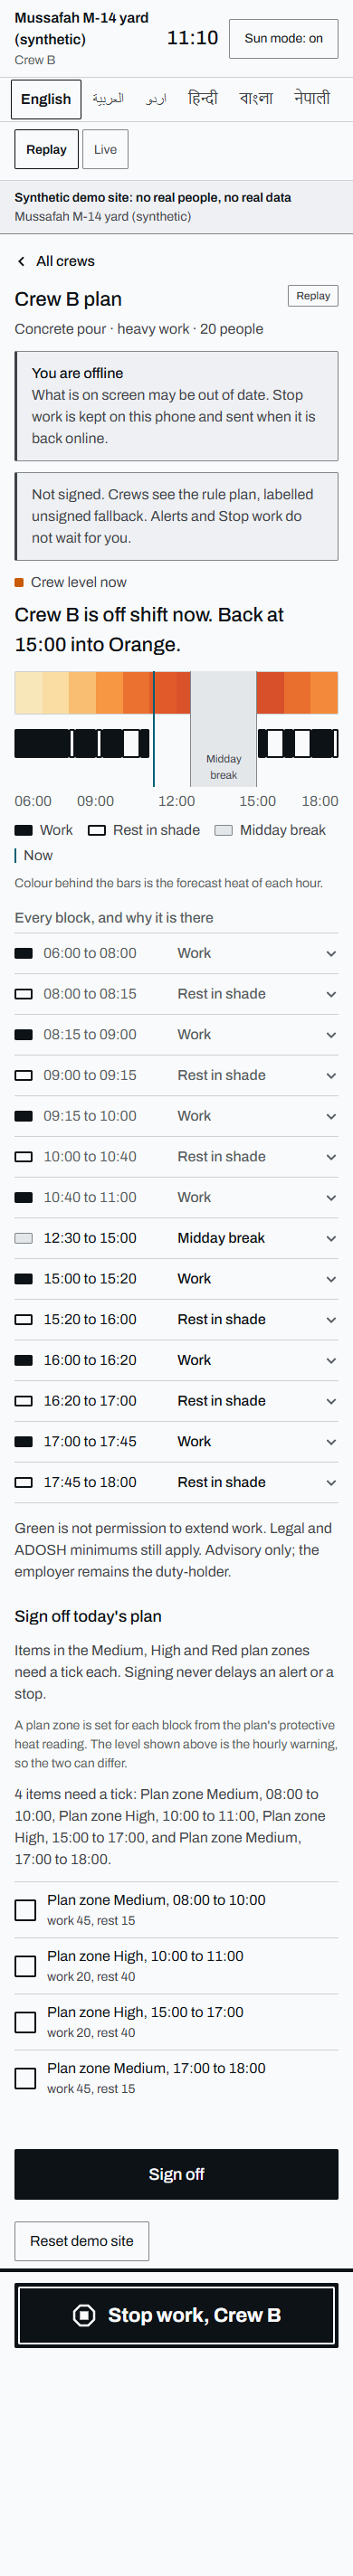 Mussafah M-14 yard
(synthetic)
Crew B
11:10
Sun mode: on
English
العربية
اردو
हिन्दी
বাংলা
नेपाली
Replay
Live
Synthetic demo site: no real people, no real data
Mussafah M-14 yard (synthetic)
All crews
Crew B plan
Replay
Concrete pour · heavy work · 20 people
You are offline
What is on screen may be out of date. Stop
work is kept on this phone and sent when it is
back online.
Not signed. Crews see the rule plan, labelled
unsigned fallback. Alerts and Stop work do
not wait for you.
Crew level now
Crew B is off shift now. Back at
15:00 into Orange.
Midday
break
06:00 09:00 12:00 15:00 18:00
Work Rest in shade Midday break
Now
Colour behind the bars is the forecast heat of each hour.
Every block, and why it is there
06:00 to 08:00 Work
08:00 to 08:15 Rest in shade
08:15 to 09:00 Work
09:00 to 09:15 Rest in shade
09:15 to 10:00 Work
10:00 to 10:40 Rest in shade
10:40 to 11:00 Work
12:30 to 15:00 Midday break
15:00 to 15:20 Work
15:20 to 16:00 Rest in shade
16:00 to 16:20 Work
16:20 to 17:00 Rest in shade
17:00 to 17:45 Work
17:45 to 18:00 Rest in shade
Green is not permission to extend work. Legal and
ADOSH minimums still apply. Advisory only; the
employer remains the duty-holder.
Sign off today's plan
Items in the Medium, High and Red plan zones
need a tick each. Signing never delays an alert or a
stop.
A plan zone is set for each block from the plan's protective
heat reading. The level shown above is the hourly warning,
so the two can differ.
4 items need a tick: Plan zone Medium, 08:00 to
10:00, Plan zone High, 10:00 to 11:00, Plan zone
High, 15:00 to 17:00, and Plan zone Medium,
17:00 to 18:00.
Plan zone Medium, 08:00 to 10:00
work 45, rest 15
Plan zone High, 10:00 to 11:00
work 20, rest 40
Plan zone High, 15:00 to 17:00
work 20, rest 40
Plan zone Medium, 17:00 to 18:00
work 45, rest 15
Sign off
Reset demo site
Stop work, Crew B